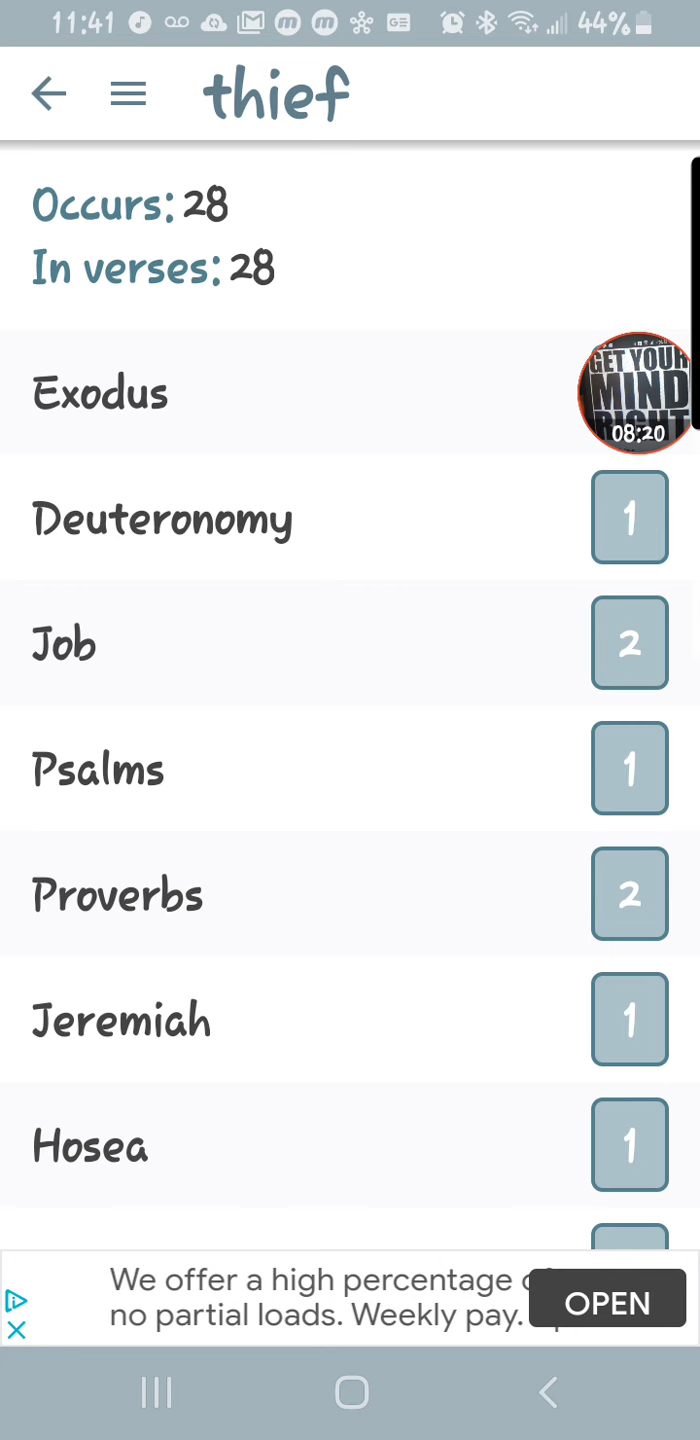 11:41 44%
thief
Occurs: 28
In verses: 28
Exodus
GET YOUR
MIND
RIGHT
08:20
Deuteronomy 1
Job 2
Psalms 1
Proverbs 2
Jeremiah 1
Hosea 1
We offer a high percentage
no partial loads. Weekly pay.
OPEN